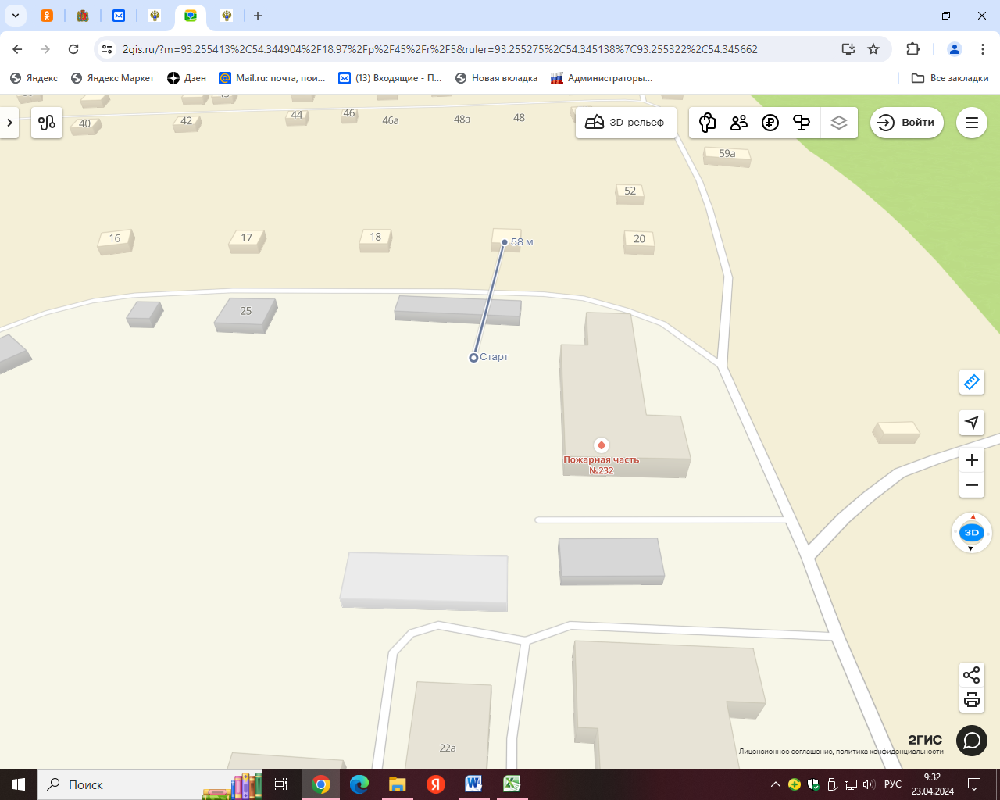 2gis.ru/?m=93.255413%2C54.344904%2F18.97%2Fp%2F45%2Fr%2F5&ruler=93.255275%2C54.345138%7C93.255322%2C54.345662
Яндекс
Яндекс Маркет
Дзен
Mail.ru: почта, пои...
(13) Входящие - П...
Новая вкладка
Администраторы...
Все закладки
40
42
44
46
46а
48а
48
3D-рельеф
Войти
59а
52
16
17
18
58 м
20
25
Старт
Пожарная часть
№232
3D
22а
2ГИС
Лицензионное соглашение, политика конфиденциальности
Поиск
РУС
9:32
23.04.2024